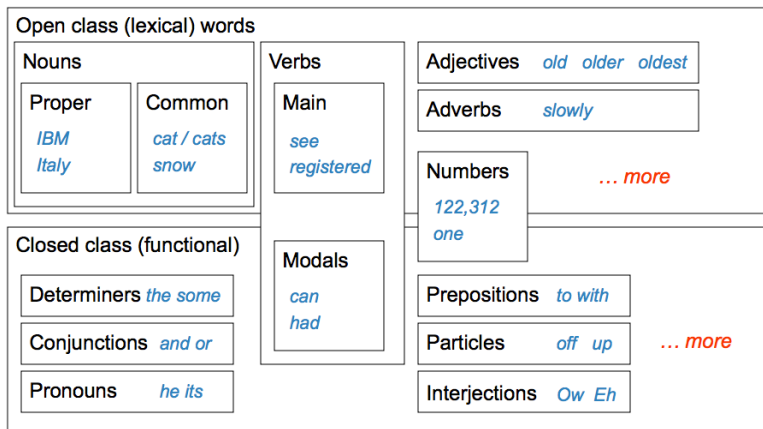 Open class (lexical) words
Nouns
Verbs
Adjectives old older oldest
Proper
Common
Main
Adverbs slowly
IBM
Italy
cat / cats
snow
see
registered
Numbers
122,312
one
… more
Closed class (functional)
Modals
can
had
Determiners the some
Prepositions to with
Conjunctions and or
Particles off up
… more
Pronouns he its
Interjections Ow Eh